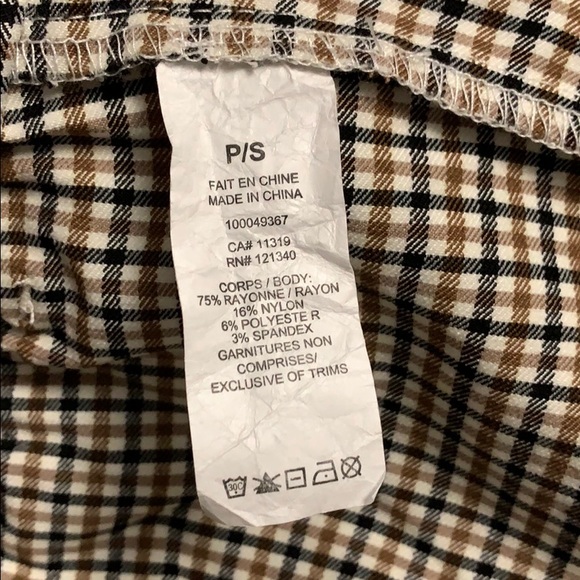 P/S
FAIT EN CHINE
MADE IN CHINA
100049367
CA# 11319
RN# 121340
CORPS / BODY:
75% RAYONNE / RAYON
16% NYLON
6% POLYESTE R
3% SPANDEX
GARNITURES NON
COMPRISES/
EXCLUSIVE OF TRIMS
30C